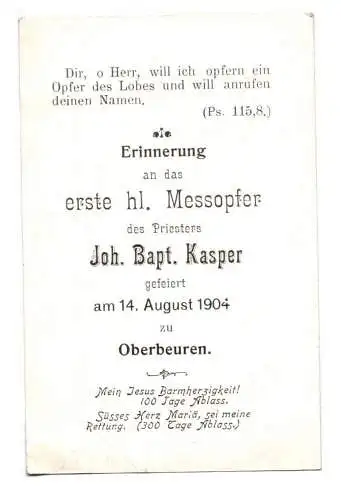 Dir, o Herr, will ich opfern ein
Opfer des Lobes und will anrufen
deinen Namen.
(Ps. 115,8.)
Erinnerung
an das
erste hl. Messopfer
des Priesters
Joh. Bapt. Kasper
gefeiert
am 14. August 1904
zu
Oberbeuren.
Mein Jesus Barmherzigkeit!
100 Tage Ablass.
Süsses Herz Mariä, sei meine
Rettung. (300 Tage Ablass.)